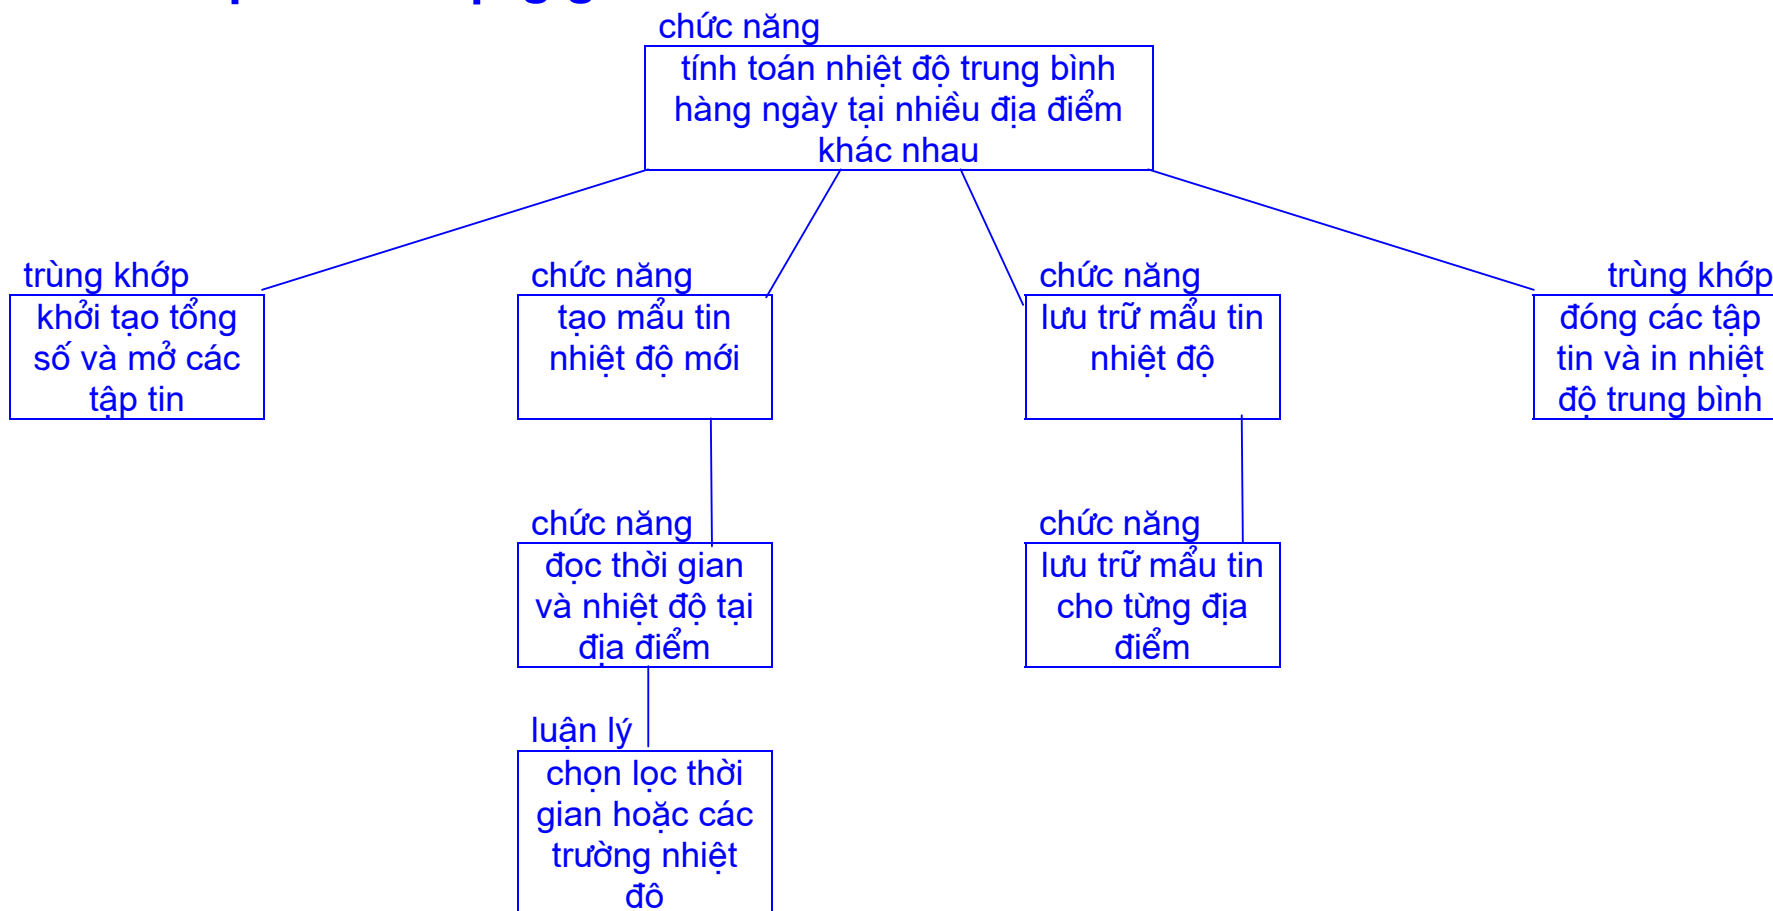 chức năng
tính toán nhiệt độ trung bình
hàng ngày tại nhiều địa điểm
khác nhau
trùng khớp
khởi tạo tổng
số và mở các
tập tin
chức năng
tạo mẩu tin
nhiệt độ mới
chức năng
lưu trữ mẩu tin
nhiệt độ
trùng khớp
đóng các tập
tin và in nhiệt
độ trung bình
chức năng
đọc thời gian
và nhiệt độ tại
địa điểm
chức năng
lưu trữ mẩu tin
cho từng địa
điểm
luận lý
chọn lọc thời
gian hoặc các
trường nhiệt
độ